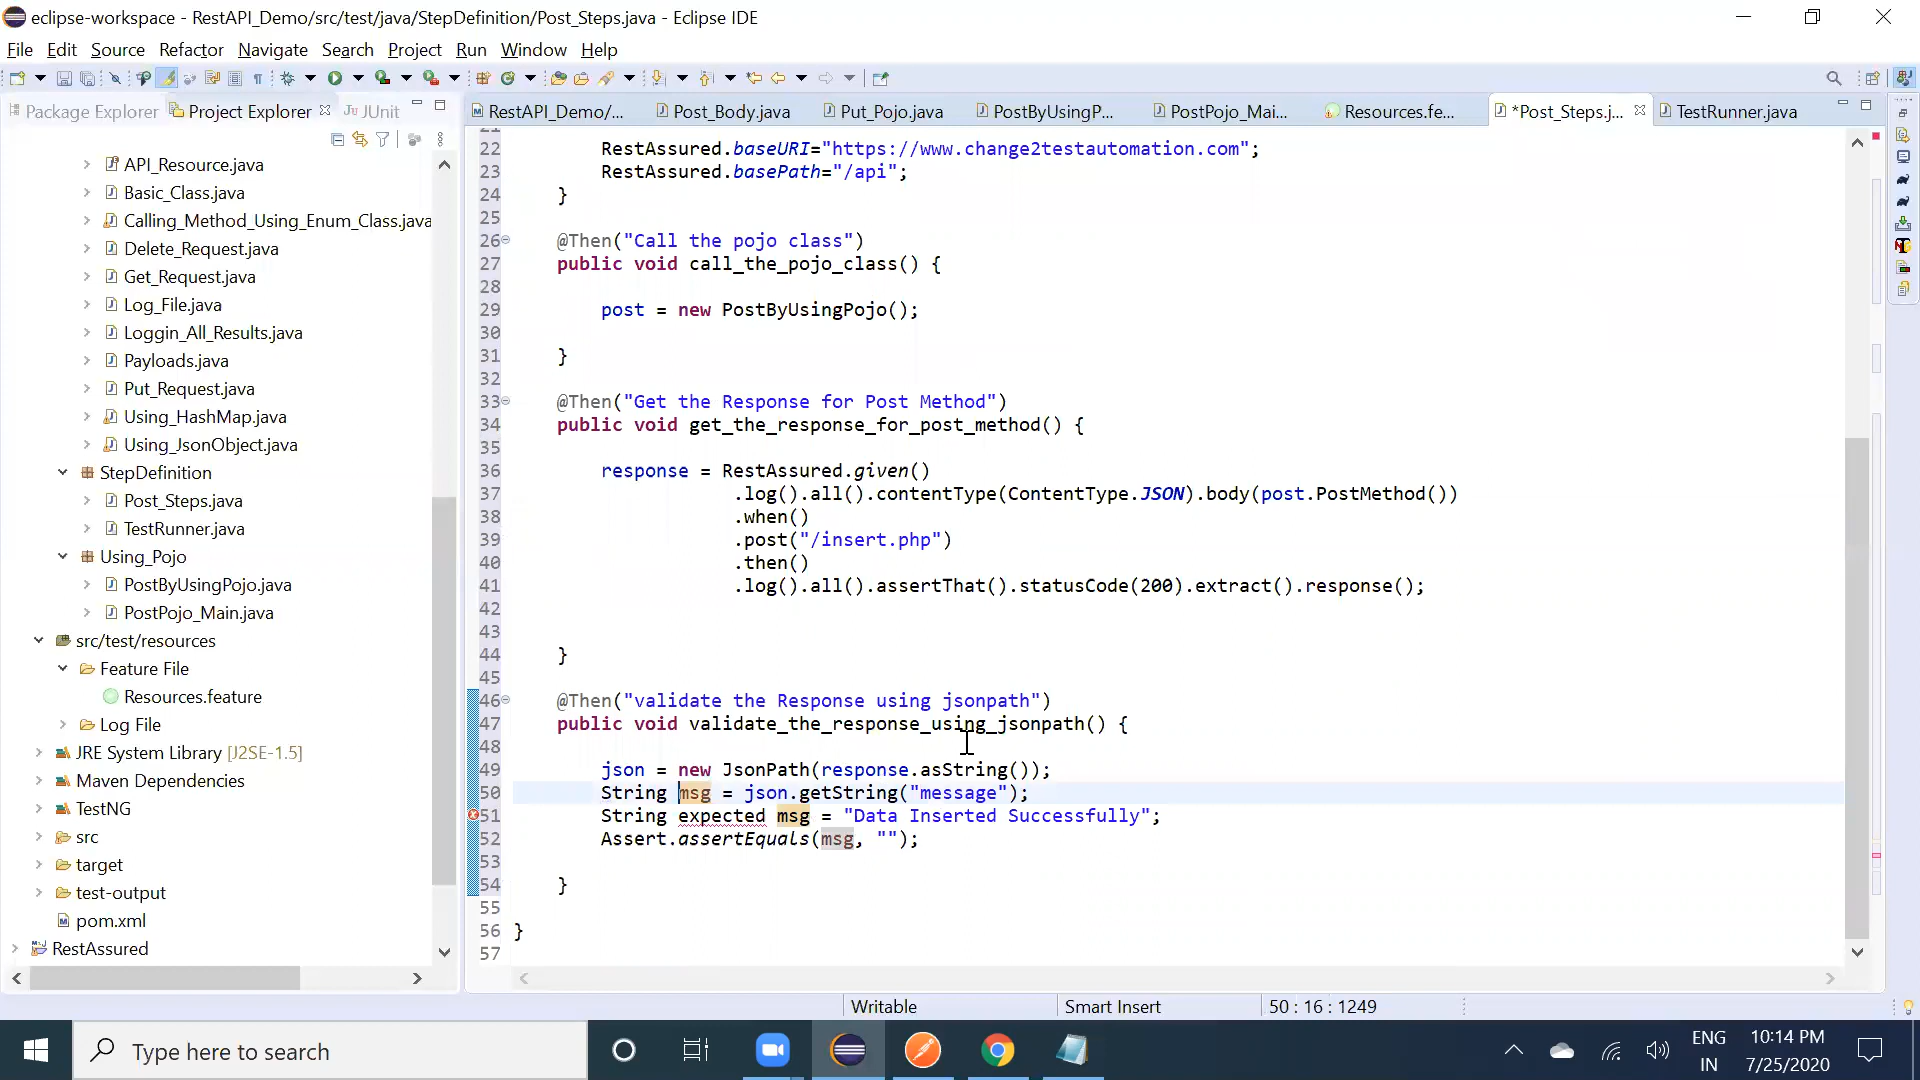 eclipse-workspace - RestAPI_Demo/src/test/java/StepDefinition/Post_Steps.java - Eclipse IDE
File Edit Source Refactor Navigate Search Project Run Window Help
Package Explorer Project Explorer JUnit
API_Resource.java
Basic_Class.java
Calling_Method_Using_Enum_Class.java
Delete_Request.java
Get_Request.java
Log_File.java
Loggin_All_Results.java
Payloads.java
Put_Request.java
Using_HashMap.java
Using_JsonObject.java
StepDefinition
Post_Steps.java
TestRunner.java
Using_Pojo
PostByUsingPojo.java
PostPojo_Main.java
src/test/resources
Feature File
Resources.feature
Log File
JRE System Library [J2SE-1.5]
Maven Dependencies
TestNG
src
target
test-output
pom.xml
RestAssured
RestAPI_Demo/... Post_Body.java Put_Pojo.java PostByUsingP... PostPojo_Mai... Resources.fe... *Post_Steps.j... TestRunner.java
22 RestAssured.baseURI="https://www.change2testautomation.com";
23 RestAssured.basePath="/api";
24 }
25
26 @Then("Call the pojo class")
27 public void call_the_pojo_class() {
28
29 post = new PostByUsingPojo();
30
31 }
32
33 @Then("Get the Response for Post Method")
34 public void get_the_response_for_post_method() {
35
36 response = RestAssured.given()
37 .log().all().contentType(ContentType.JSON).body(post.PostMethod())
38 .when()
39 .post("/insert.php")
40 .then()
41 .log().all().assertThat().statusCode(200).extract().response();
42
43
44 }
45
46 @Then("validate the Response using jsonpath")
47 public void validate_the_response_using_jsonpath() {
48
49 json = new JsonPath(response.asString());
50 String msg = json.getString("message");
51 String expected msg = "Data Inserted Successfully";
52 Assert.assertEquals(msg, "");
53
54 }
55
56 }
57
Writable Smart Insert 50 : 16 : 1249
Type here to search
ENG
IN
10:14 PM
7/25/2020